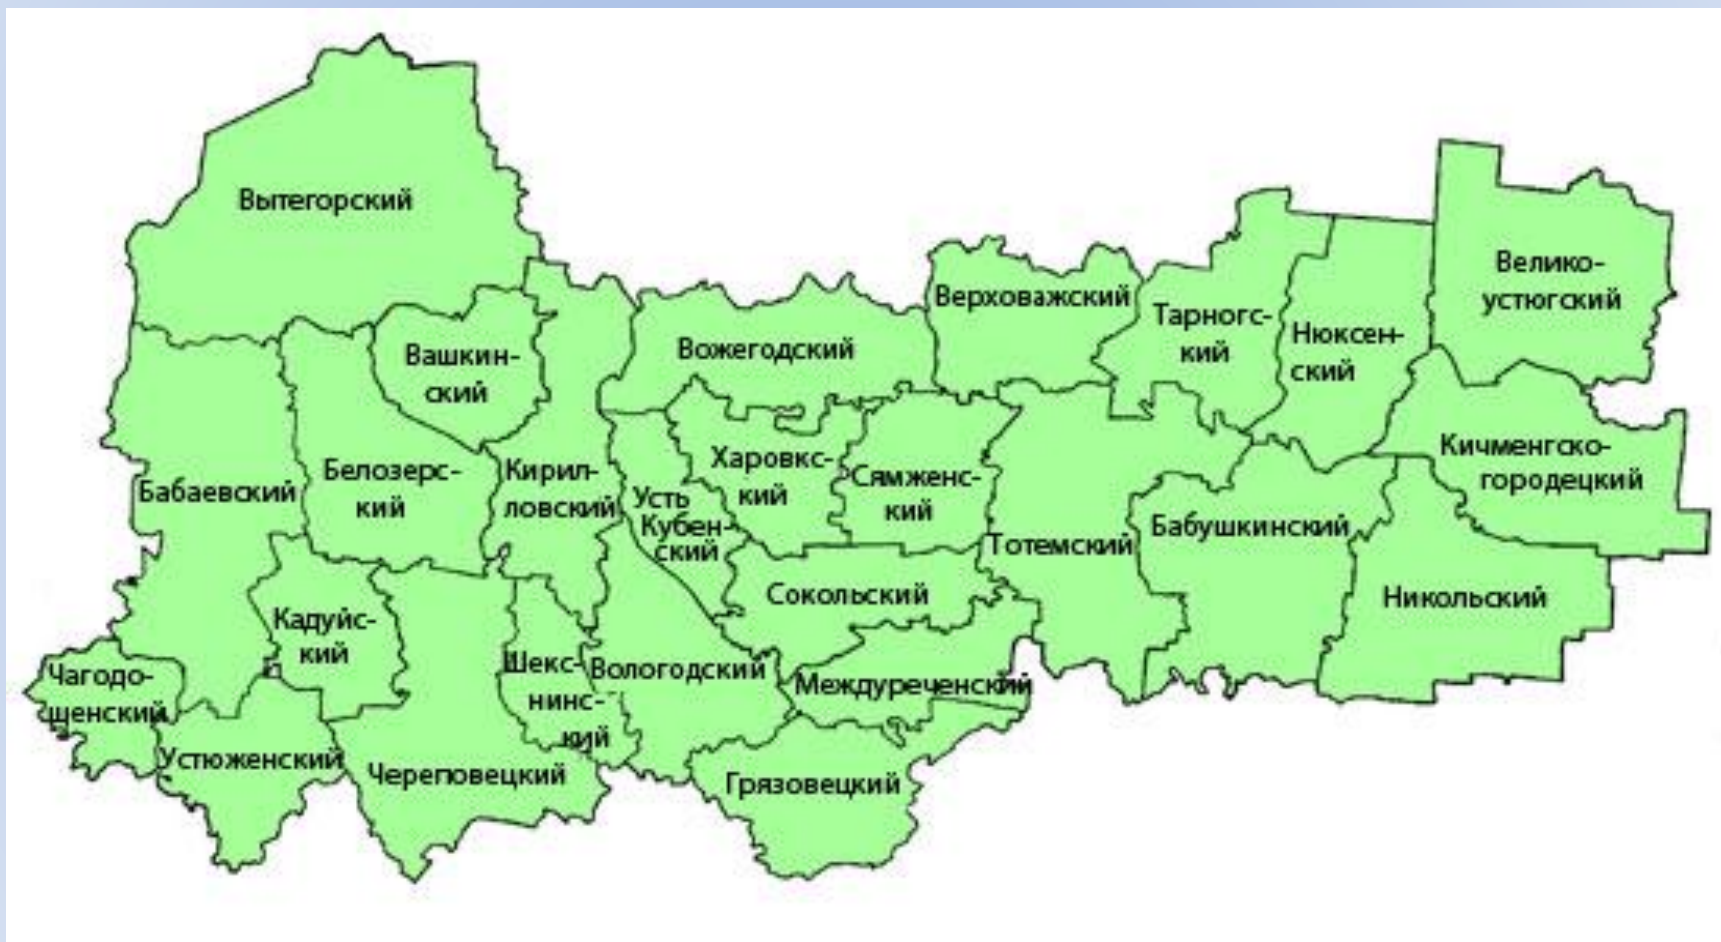 Вытегорский
Велико-
устюгский
Верховажский
Тарногс-
кий
Нюксен-
ский
Вожегодский
Вашкин-
ский
Кичменгско-
городецкий
Харовкс-
кий
Сямженс-
кий
Белозерс-
кий
Кирил-
ловский
Бабаевский
Усть
Кубен-
ский
Тотемский
Бабушкинский
Сокольский
Никольский
Кадуйс-
кий
Чагодо-
щенский
Шекс-
нинс-
кий
Вологодский
Междуреченский
Устюженский
Череповецкий
Грязовецкий